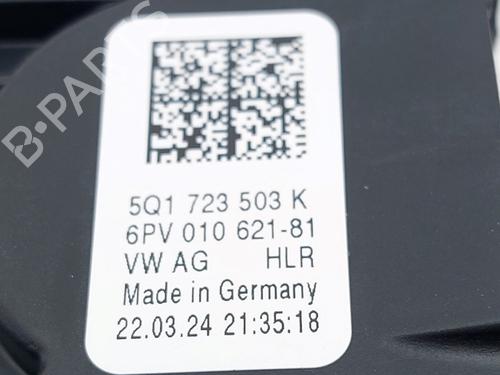 B-PARTS
5Q1 723 503 K
6PV 010 621-81
VW AG HLR
Made in Germany
22.03.24 21:35:18